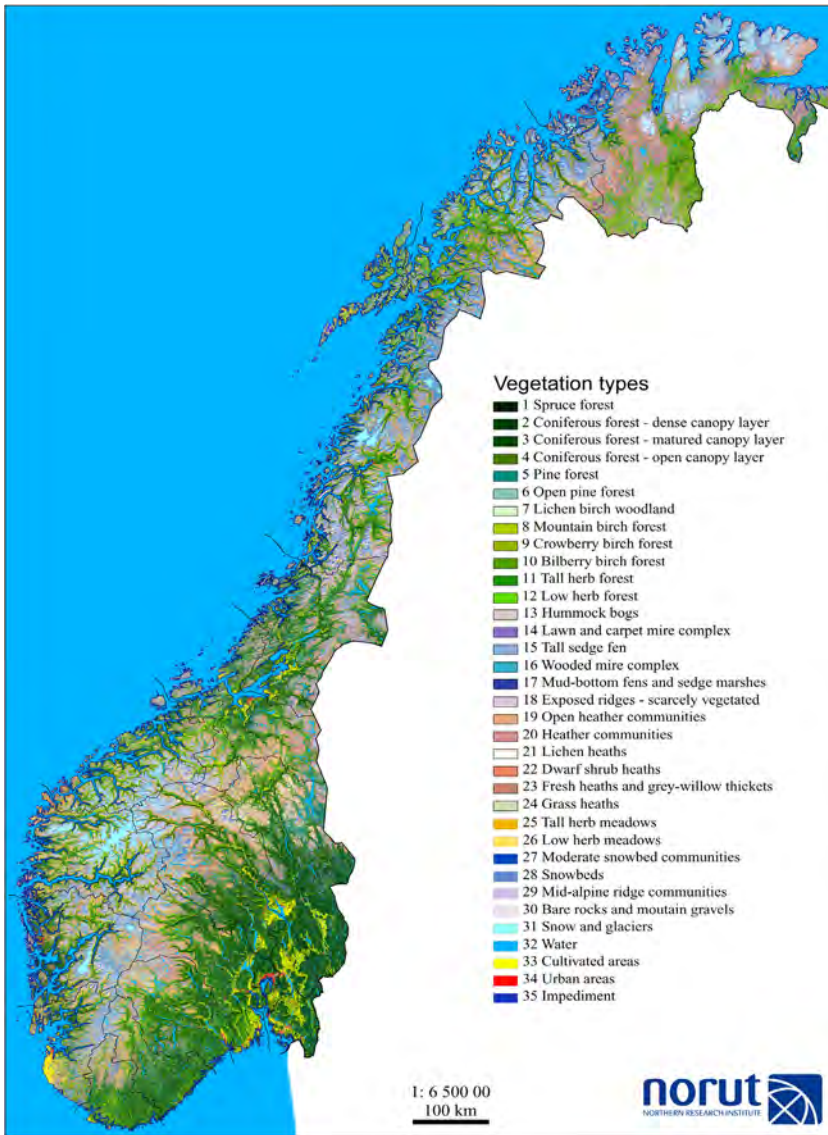 Vegetation types
1 Spruce forest
2 Coniferous forest - dense canopy layer
3 Coniferous forest - matured canopy layer
4 Coniferous forest - open canopy layer
5 Pine forest
6 Open pine forest
7 Lichen birch woodland
8 Mountain birch forest
9 Crowberry birch forest
10 Bilberry birch forest
11 Tall herb forest
12 Low herb forest
13 Hummock bogs
14 Lawn and carpet mire complex
15 Tall sedge fen
16 Wooded mire complex
17 Mud-bottom fens and sedge marshes
18 Exposed ridges - scarcely vegetated
19 Open heather communities
20 Heather communities
21 Lichen heaths
22 Dwarf shrub heaths
23 Fresh heaths and grey-willow thickets
24 Grass heaths
25 Tall herb meadows
26 Low herb meadows
27 Moderate snowbed communities
28 Snowbeds
29 Mid-alpine ridge communities
30 Bare rocks and moutain gravels
31 Snow and glaciers
32 Water
33 Cultivated areas
34 Urban areas
35 Impediment
1: 6 500 00
100 km
norut
NORTHERN RESEARCH INSTITUTE